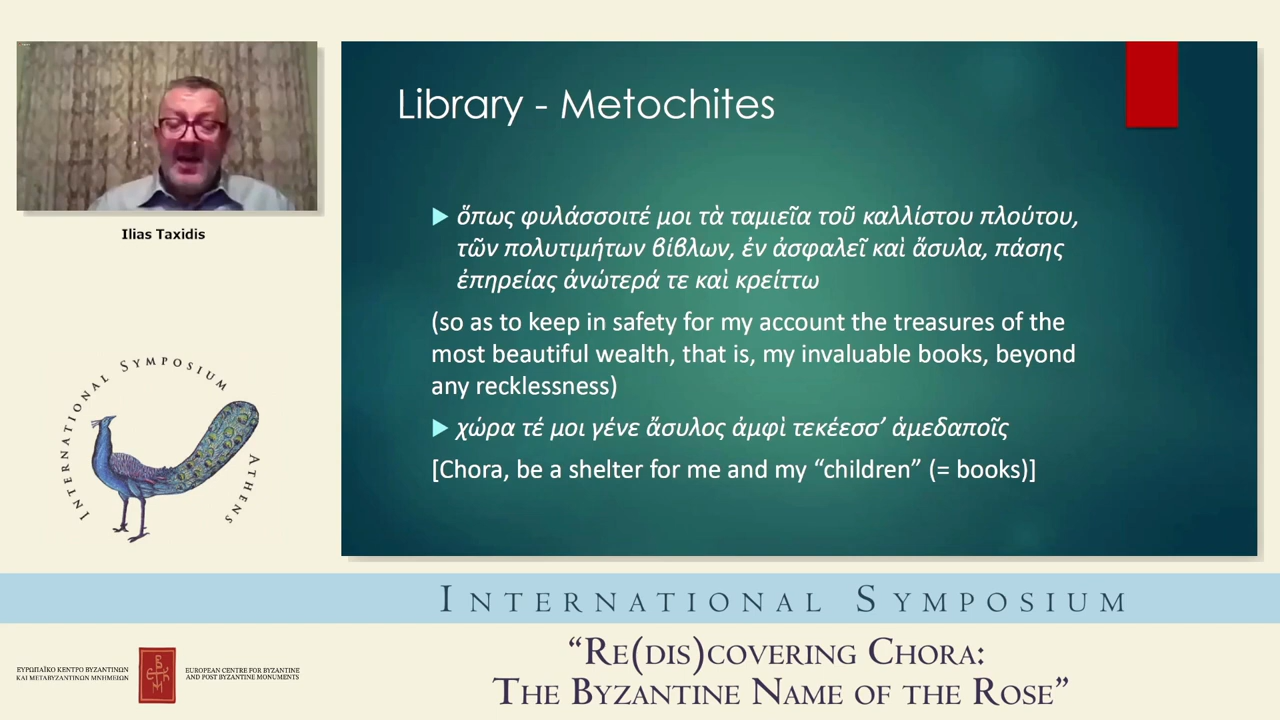 Library - Metochites
ὅπως φυλάσσοιτέ μοι τὰ ταμιεῖα τοῦ καλλίστου πλούτου,
τῶν πολυτιμήτων βίβλων, ἐν ἀσφαλεῖ καὶ ἄσυλα, πάσης
ἐπηρείας ἀνώτερά τε καὶ κρείττω
(so as to keep in safety for my account the treasures of the
most beautiful wealth, that is, my invaluable books, beyond
any recklessness)
χώρα τέ μοι γένε ἄσυλος ἀμφὶ τεκέεσσ’ ἁμεδαποῖς
[Chora, be a shelter for me and my “children” (= books)]
Ilias Taxidis
INTERNATIONAL SYMPOSIUM ATHENS
INTERNATIONAL SYMPOSIUM
“RE(DIS)COVERING CHORA:
THE BYZANTINE NAME OF THE ROSE”
ΕΥΡΩΠΑΪΚΟ ΚΕΝΤΡΟ ΒΥΖΑΝΤΙΝΩΝ
ΚΑΙ ΜΕΤΑΒΥΖΑΝΤΙΝΩΝ ΜΝΗΜΕΙΩΝ
EUROPEAN CENTRE FOR BYZANTINE
AND POST BYZANTINE MONUMENTS